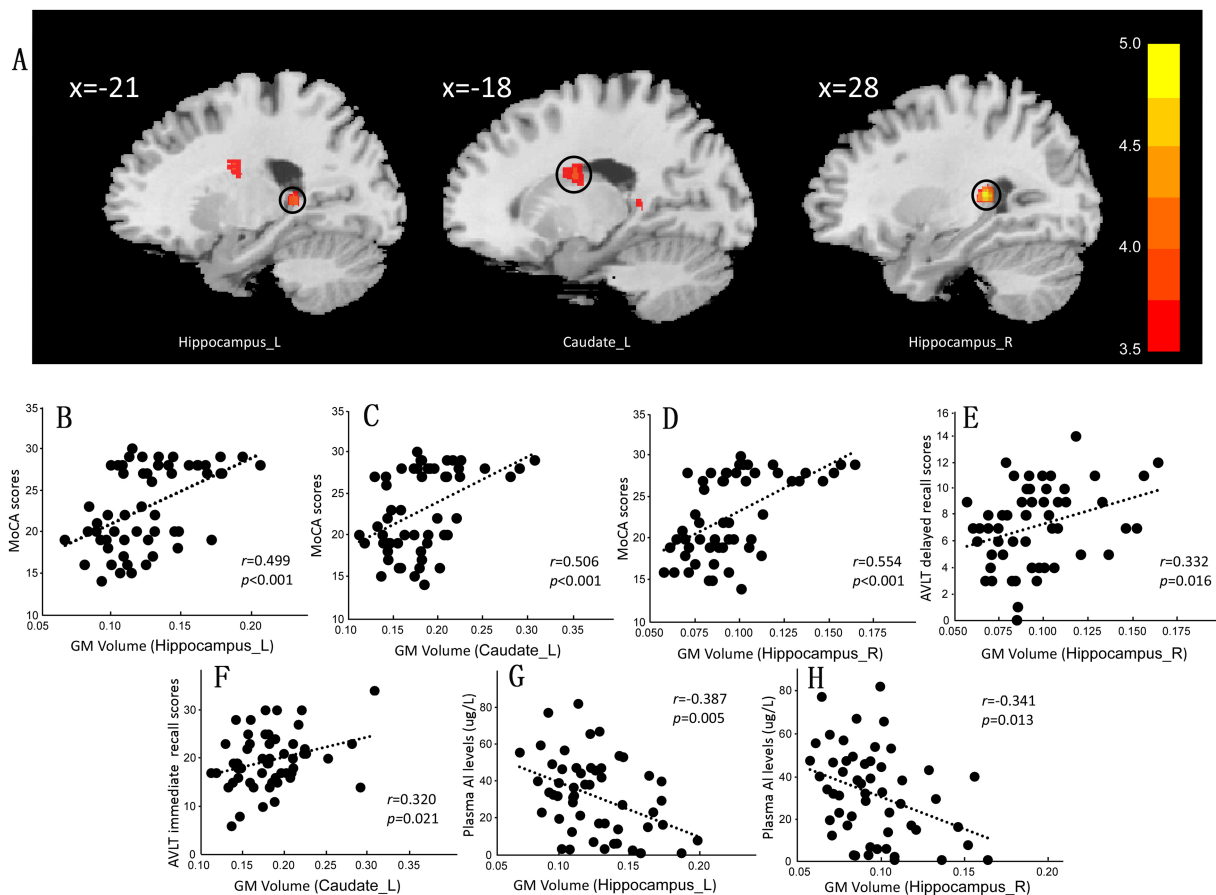 A
x=-21
x=-18
x=28
5.0
4.5
4.0
3.5
Hippocampus_L
Caudate_L
Hippocampus_R
B
MoCA scores
35
30
25
20
15
10
0.05
0.10
0.15
0.20
r=0.499
p<0.001
GM Volume (Hippocampus_L)
C
MoCA scores
35
30
25
20
15
10
0.10
0.15
0.20
0.25
0.30
0.35
r=0.506
p<0.001
GM Volume (Caudate_L)
D
MoCA scores
35
30
25
20
15
10
0.050
0.075
0.100
0.125
0.150
0.175
r=0.554
p<0.001
GM Volume (Hippocampus_R)
E
AVLT delayed recall scores
16
14
12
10
8
6
4
2
0
0.050
0.075
0.100
0.125
0.150
0.175
r=0.332
p=0.016
GM Volume (Hippocampus_R)
F
AVLT immediate recall scores
30
20
10
0
0.10
0.15
0.20
0.25
0.30
0.35
0.40
r=0.320
p=0.021
GM Volume (Caudate_L)
G
Plasma Al levels (ug/L)
80
60
40
20
0
0.05
0.10
0.15
0.20
r=-0.387
p=0.005
GM Volume (Hippocampus_L)
H
Plasma Al levels (ug/L)
80
60
40
20
0
0.05
0.10
0.15
0.20
r=-0.341
p=0.013
GM Volume (Hippocampus_R)